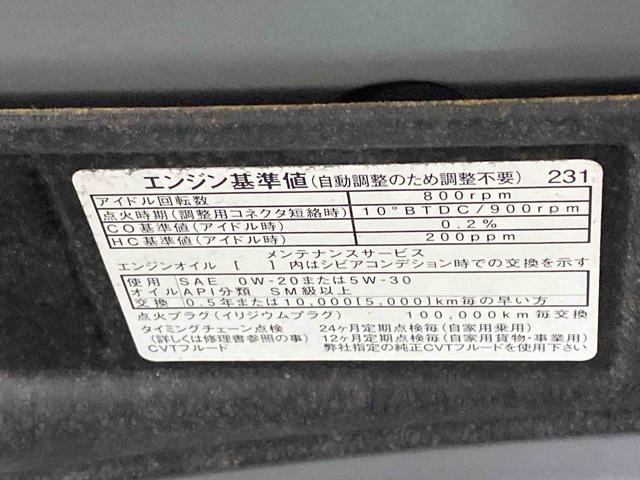 エンジン基準値(自動調整のため調整不要) 231
アイドル回転数 800rpm
点火時期(調整用コネクタ短絡時) 10°BTDC/900rpm
CO基準値(アイドル時) 0.2%
HC基準値(アイドル時) 200ppm
メンテナンスサービス
エンジンオイル [ ]内はシビアコンデション時での交換を示す
使用 SAE 0W-20または5W-30
オイル API分類 SM級以上
交換 0.5年または10,000[5,000]km毎の早い方
点火プラグ(イリジウムプラグ) 100,000km毎交換
タイミングチェーン点検 24ヶ月定期点検毎(自家用乗用)
(詳しくは修理書参照の事) 12ヶ月定期点検毎(自家用貨物・事業用)
CVTフルード 弊社指定の純正CVTフルードを使用下さい